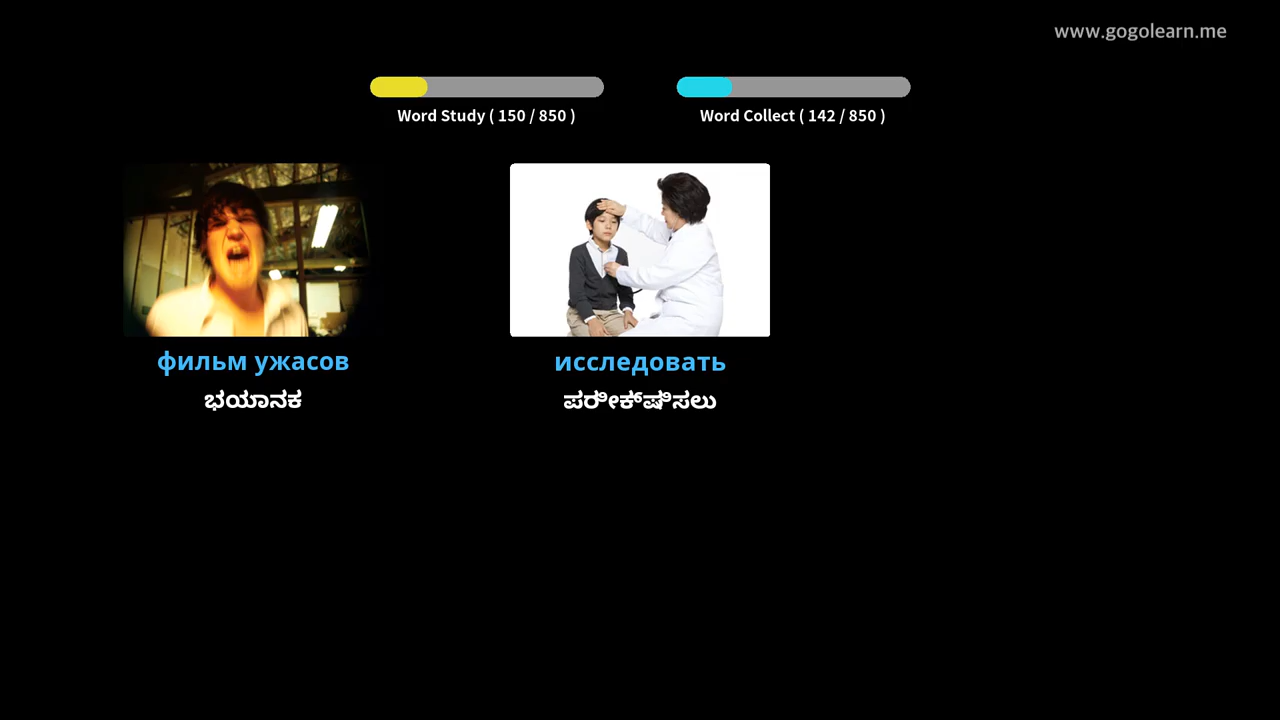 www.gogolearn.me
Word Study ( 150 / 850 )
Word Collect ( 142 / 850 )
фильм ужасов
ಭಯಾನಕ
исследовать
ಪರೀಕ್ಷಿಸಲು